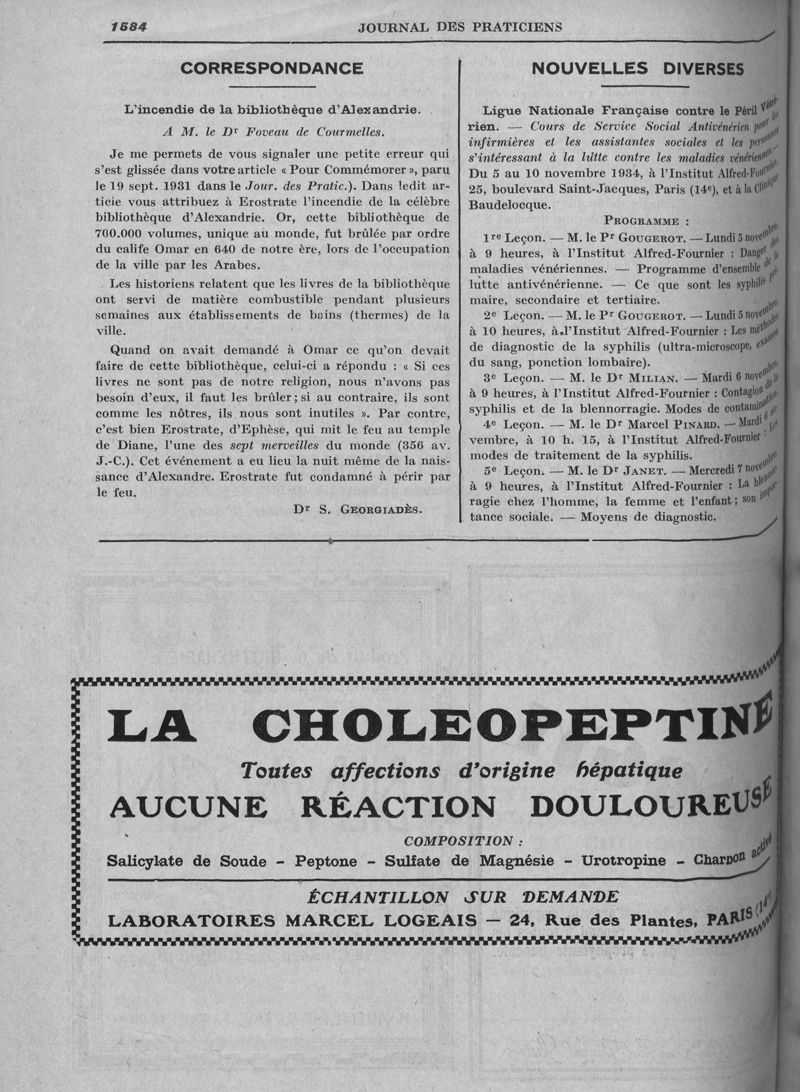 1584
JOURNAL DES PRATICIENS
CORRESPONDANCE
L'incendie de la bibliothèque d'Alexandrie.
A M. le Dr Foveau de Courmelles.
Je me permets de vous signaler une petite erreur qui
s'est glissée dans votre article « Pour Commémorer », paru
le 19 sept. 1931 dans le Jour. des Pratic.). Dans ledit ar-
ticle vous attribuez à Erostrate l'incendie de la célèbre
bibliothèque d'Alexandrie. Or, cette bibliothèque de
700.000 volumes, unique au monde, fut brûlée par ordre
du calife Omar en 640 de notre ère, lors de l'occupation
de la ville par les Arabes.
Les historiens relatent que les livres de la bibliothèque
ont servi de matière combustible pendant plusieurs
semaines aux établissements de bains (thermes) de la
ville.
Quand on avait demandé à Omar ce qu'on devait
faire de cette bibliothèque, celui-ci a répondu : « Si ces
livres ne sont pas de notre religion, nous n'avons pas
besoin d'eux, il faut les brûler; si au contraire, ils sont
comme les nôtres, ils nous sont inutiles ». Par contre,
c'est bien Erostrate, d'Ephèse, qui mit le feu au temple
de Diane, l'une des sept merveilles du monde (356 av.
J.-C.). Cet événement a eu lieu la nuit même de la nais-
sance d'Alexandre. Erostrate fut condamné à périr par
le feu.
Dr S. GEORGIADÈS.
NOUVELLES DIVERSES
Ligue Nationale Française contre le Péril Véné-
rien. — Cours de Service Social Antivénérien pour les
infirmières et les assistantes sociales et les personnes
s'intéressant à la lutte contre les maladies vénériennes. —
Du 5 au 10 novembre 1934, à l'Institut Alfred-Fournier
25, boulevard Saint-Jacques, Paris (14e), et à la Clinique
Baudelocque.
PROGRAMME :
1re Leçon. — M. le Pr GOUGEROT. — Lundi 5 novembre,
à 9 heures, à l'Institut Alfred-Fournier : Danger des
maladies vénériennes. — Programme d'ensemble de la
lutte antivénérienne. — Ce que sont les syphilis pri-
maire, secondaire et tertiaire.
2e Leçon. — M. le Pr GOUGEROT. — Lundi 5 novembre,
à 10 heures, à l'Institut Alfred-Fournier : Les méthodes
de diagnostic de la syphilis (ultra-microscope, examens
du sang, ponction lombaire).
3e Leçon. — M. le Dr MILIAN. — Mardi 6 novembre,
à 9 heures, à l'Institut Alfred-Fournier : Contagion de la
syphilis et de la blennorragie. Modes de contamination.
4e Leçon. — M. le Dr Marcel PINARD. — Mardi 6 no-
vembre, à 10 h. 15, à l'Institut Alfred-Fournier : Les
modes de traitement de la syphilis.
5e Leçon. — M. le Dr JANET. — Mercredi 7 novembre,
à 9 heures, à l'Institut Alfred-Fournier : La blennor-
ragie chez l'homme, la femme et l'enfant ; son impor-
tance sociale. — Moyens de diagnostic.
LA CHOLEOPEPTINE
Toutes affections d'origine hépatique
AUCUNE RÉACTION DOULOUREUSE
COMPOSITION :
Salicylate de Soude - Peptone - Sulfate de Magnésie - Urotropine - Charbon activé
ÉCHANTILLON SUR DEMANDE
LABORATOIRES MARCEL LOGEAIS — 24, Rue des Plantes, PARIS (14e)